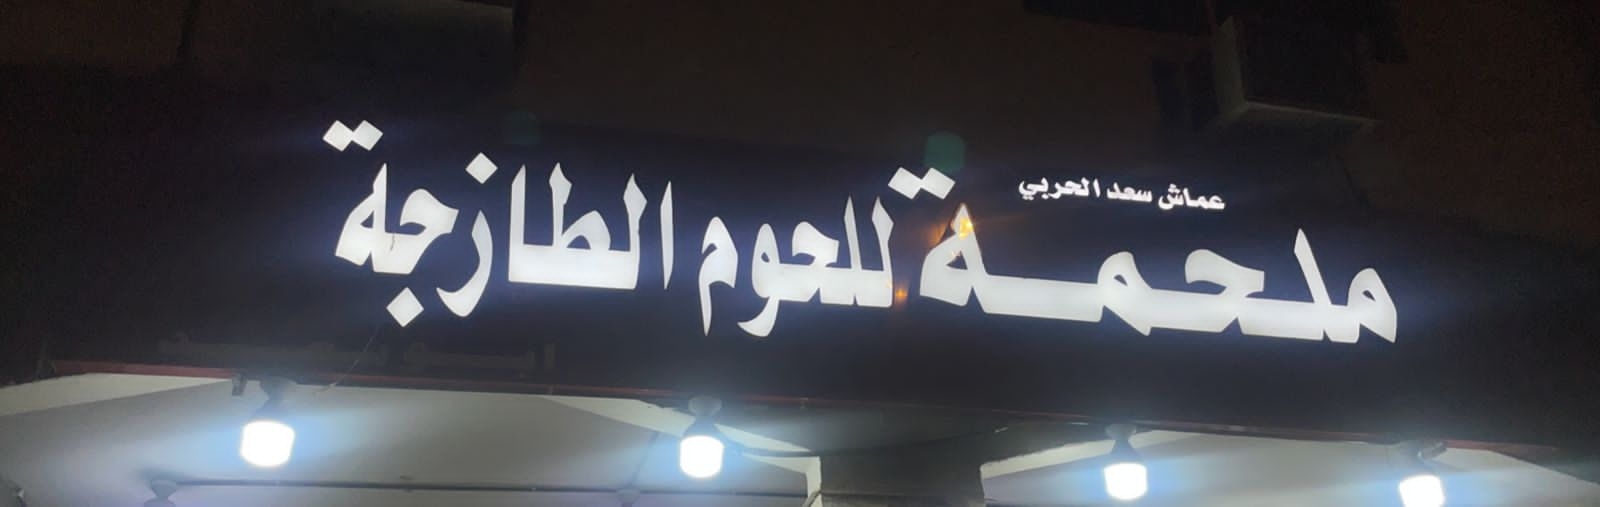 عماش سعد الحربي
ملحمة للحوم الطازجة